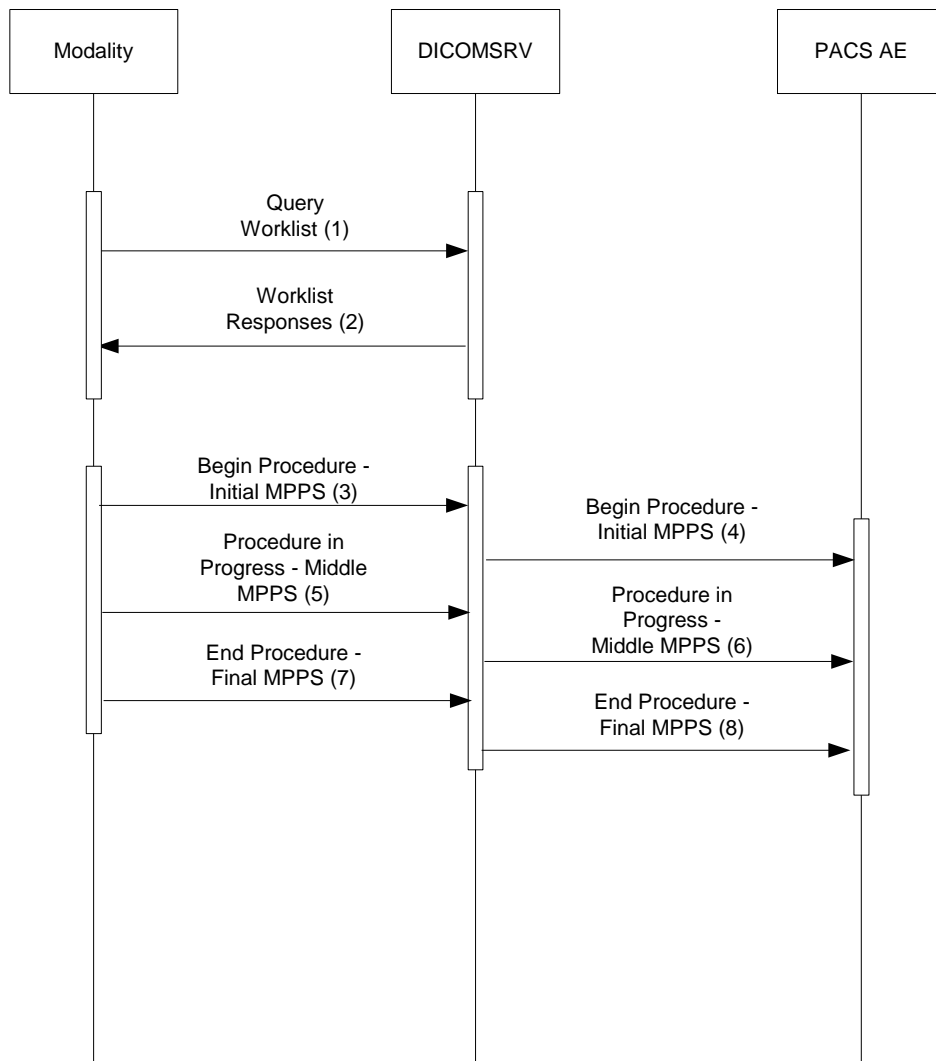 Modality
DICOMSRV
PACS AE
Query
Worklist (1)
Worklist
Responses (2)
Begin Procedure -
Initial MPPS (3)
Begin Procedure -
Initial MPPS (4)
Procedure in
Progress - Middle
MPPS (5)
Procedure in
Progress -
Middle MPPS (6)
End Procedure -
Final MPPS (7)
End Procedure -
Final MPPS (8)